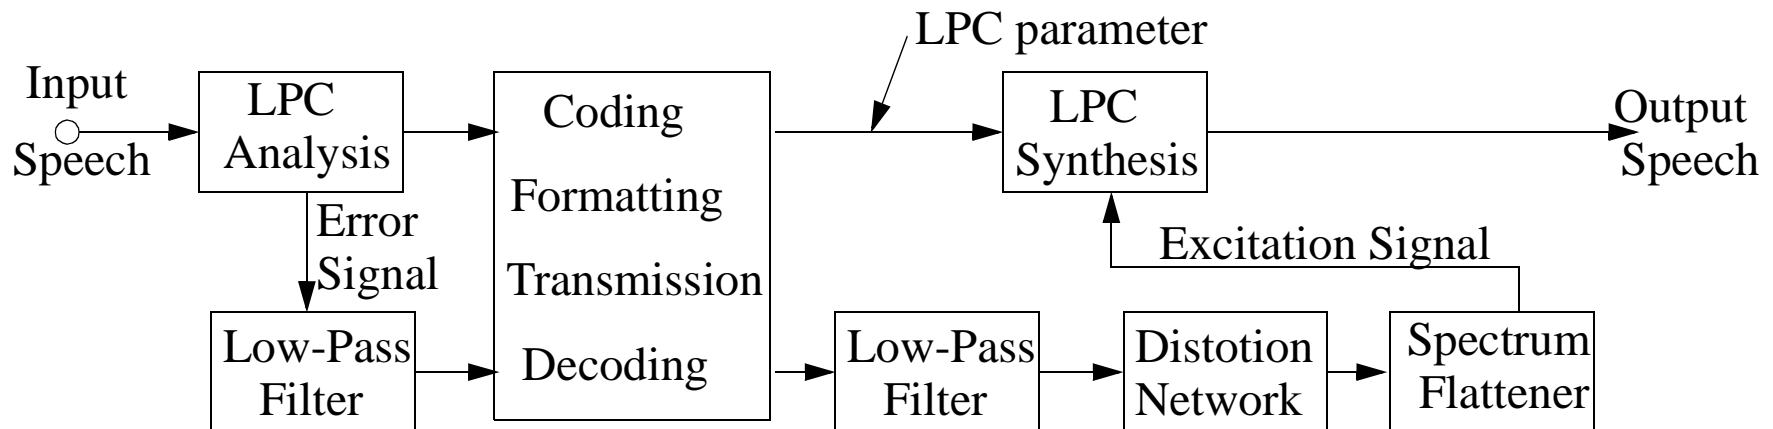 LPC parameter
Input
Speech
LPC
Analysis
Coding
Formatting
Transmission
Decoding
LPC
Synthesis
Output
Speech
Error
Signal
Excitation Signal
Low-Pass
Filter
Low-Pass
Filter
Distotion
Network
Spectrum
Flattener